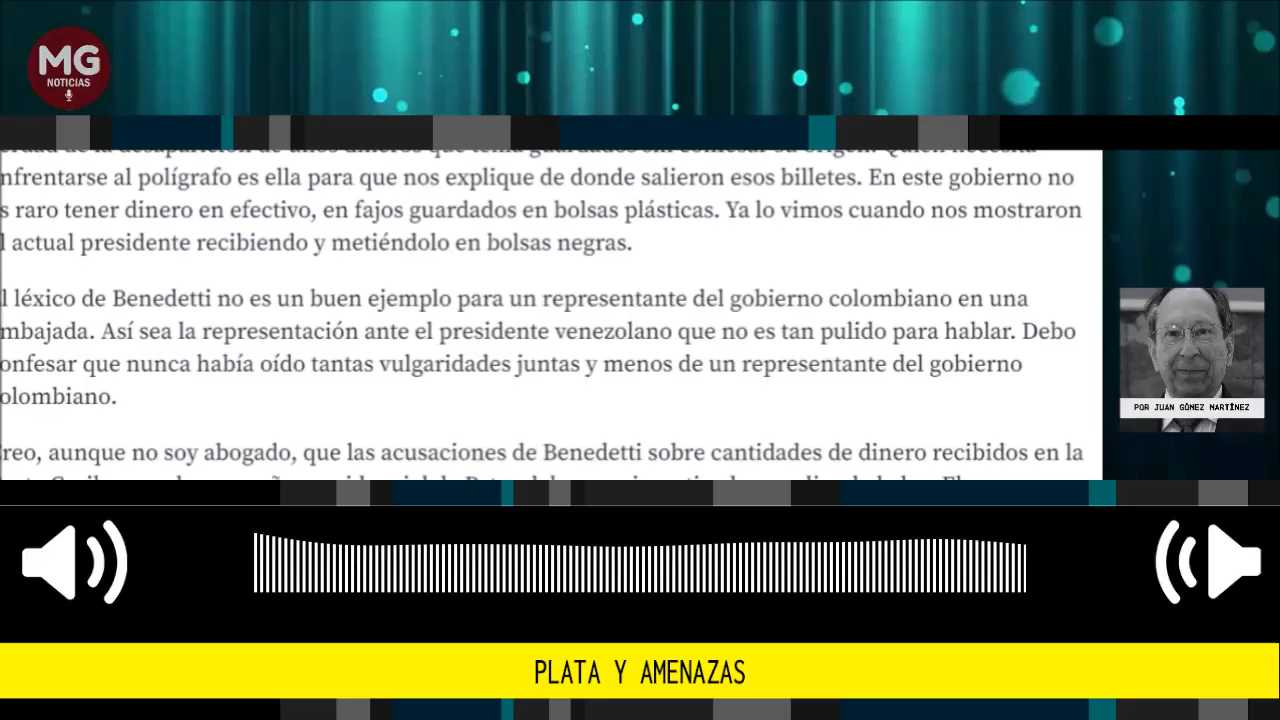 MG
NOTICIAS
nfrentarse al polígrafo es ella para que nos explique de donde salieron esos billetes. En este gobierno no
s raro tener dinero en efectivo, en fajos guardados en bolsas plásticas. Ya lo vimos cuando nos mostraron
l actual presidente recibiendo y metiéndolo en bolsas negras.
l léxico de Benedetti no es un buen ejemplo para un representante del gobierno colombiano en una
mbajada. Así sea la representación ante el presidente venezolano que no es tan pulido para hablar. Debo
onfesar que nunca había oído tantas vulgaridades juntas y menos de un representante del gobierno
olombiano.
reo, aunque no soy abogado, que las acusaciones de Benedetti sobre cantidades de dinero recibidos en la
POR JUAN GÓMEZ MARTÍNEZ
PLATA Y AMENAZAS